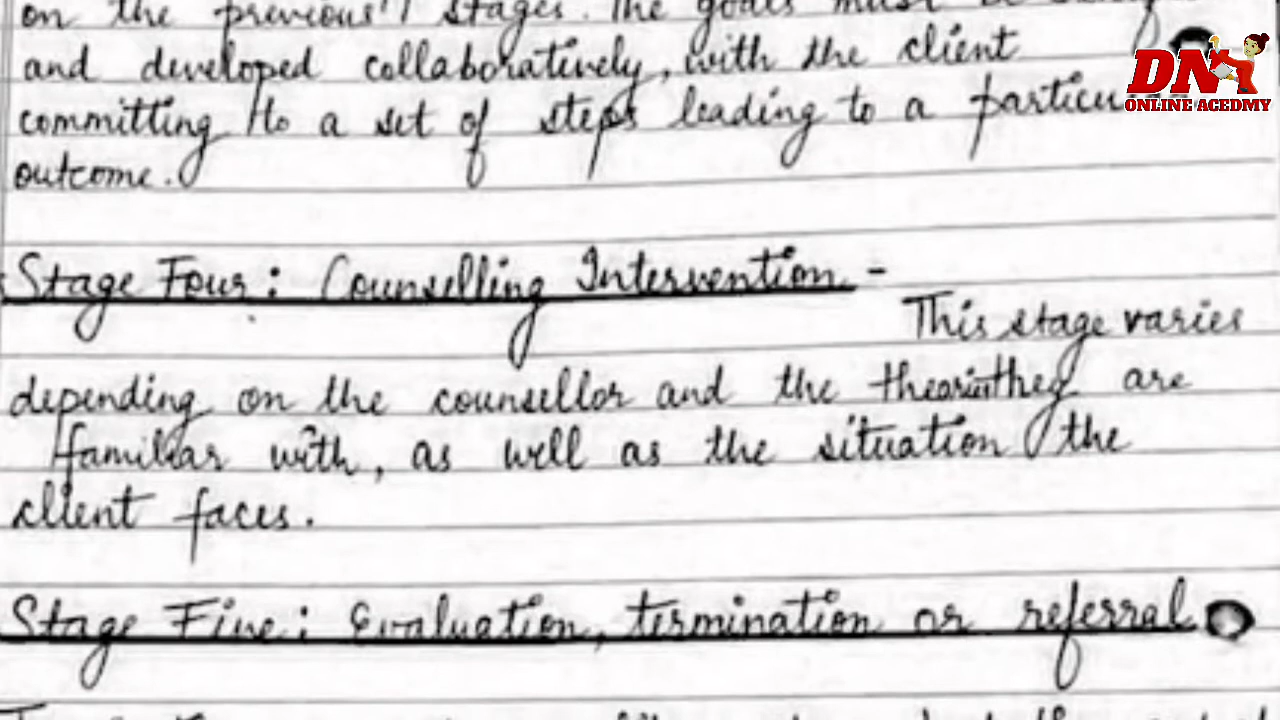 on the previous stages. The goals must be
and developed collaboratively, with the client
committing to a set of steps leading to a
outcome.
Stage Four: Counselling Intervention -
This stage varies
depending on the counsellor and the they are
familiar with, as well as the situation the
client faces.
Stage Five: Evaluation, termination or referral
DN
ONLINE ACEDMY